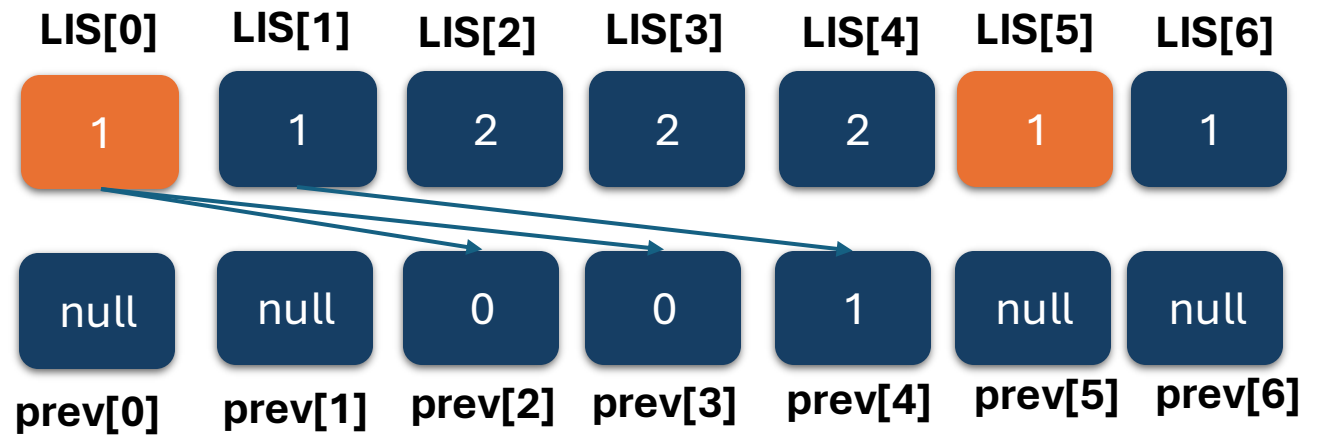 LIS[0] LIS[1] LIS[2] LIS[3] LIS[4] LIS[5] LIS[6]
1 1 2 2 2 1 1
null null 0 0 1 null null
prev[0] prev[1] prev[2] prev[3] prev[4] prev[5] prev[6]